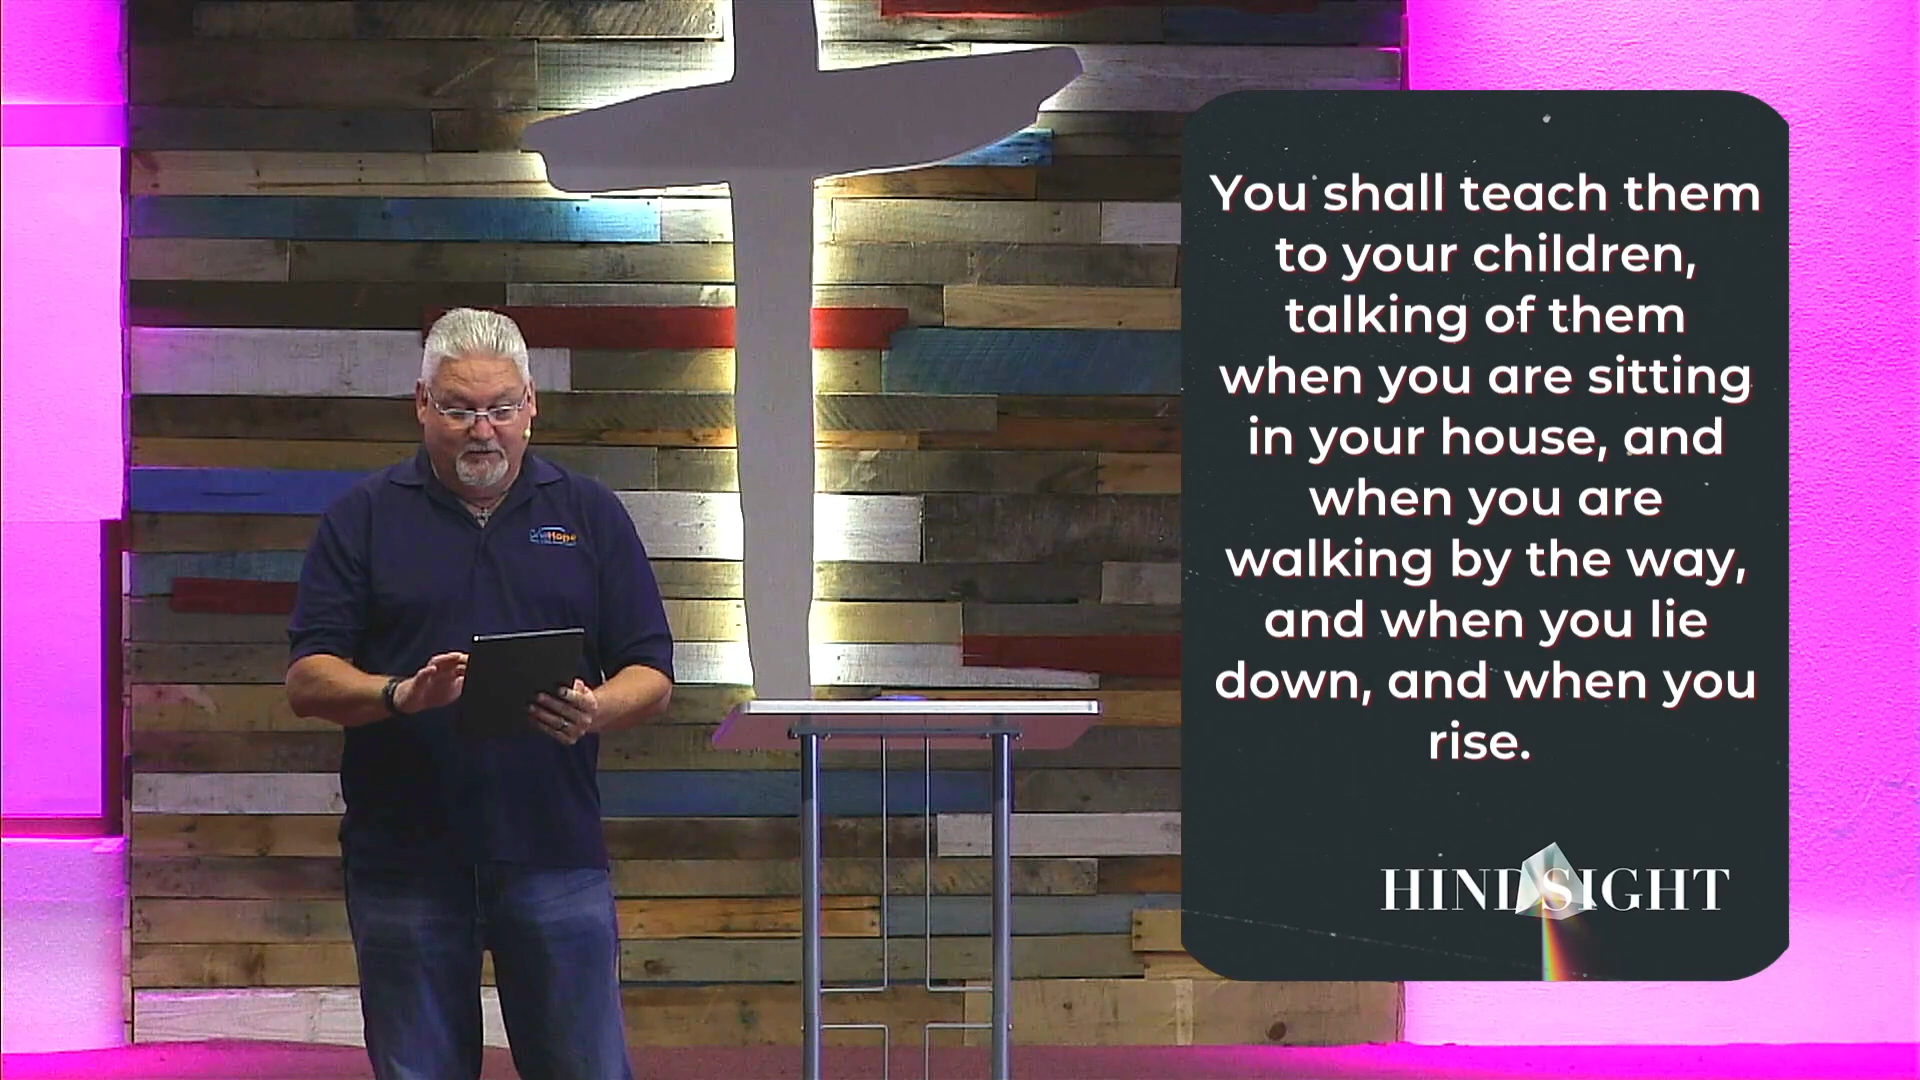 You shall teach them
to your children,
talking of them
when you are sitting
in your house, and
when you are
walking by the way,
and when you lie
down, and when you
rise.
HINDSIGHT
Hope